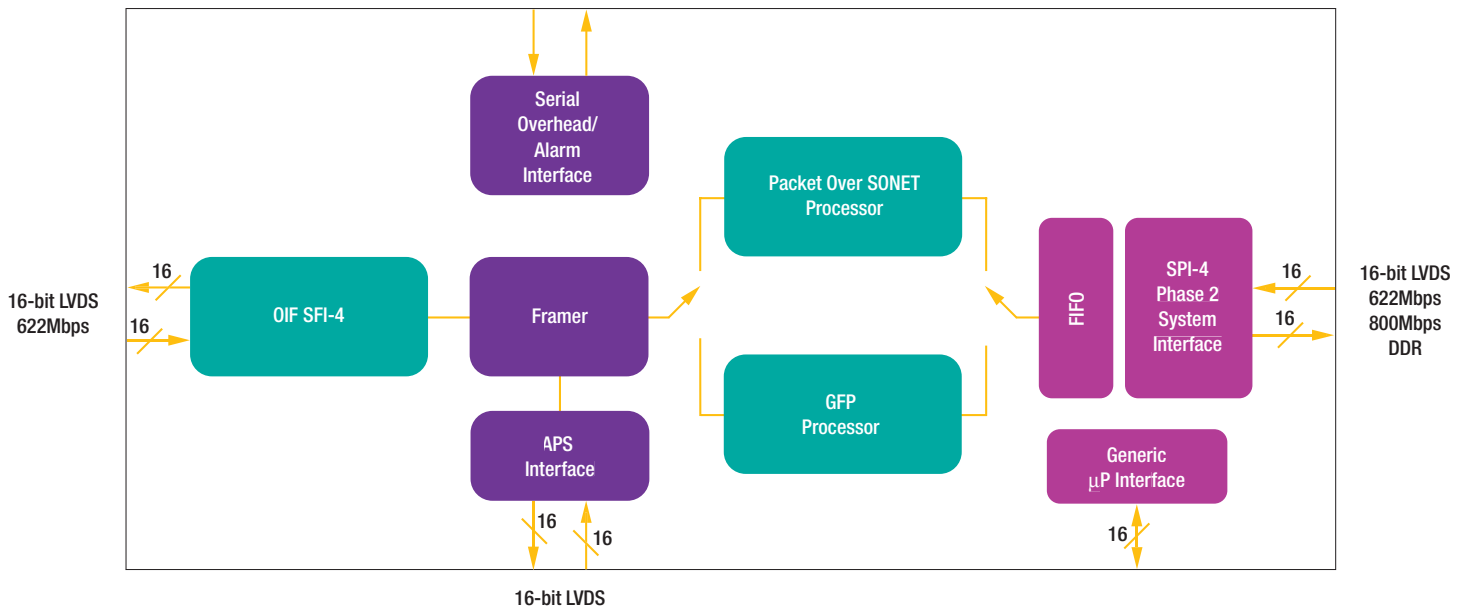 Serial
Overhead/
Alarm
Interface
Packet Over SONET
Processor
16
16
16-bit LVDS
622Mbps
OIF SFI-4
Framer
FIFO
SPI-4
Phase 2
System
Interface
16
16
16-bit LVDS
622Mbps
800Mbps
DDR
APS
Interface
GFP
Processor
Generic
µP Interface
16
16
16
16-bit LVDS